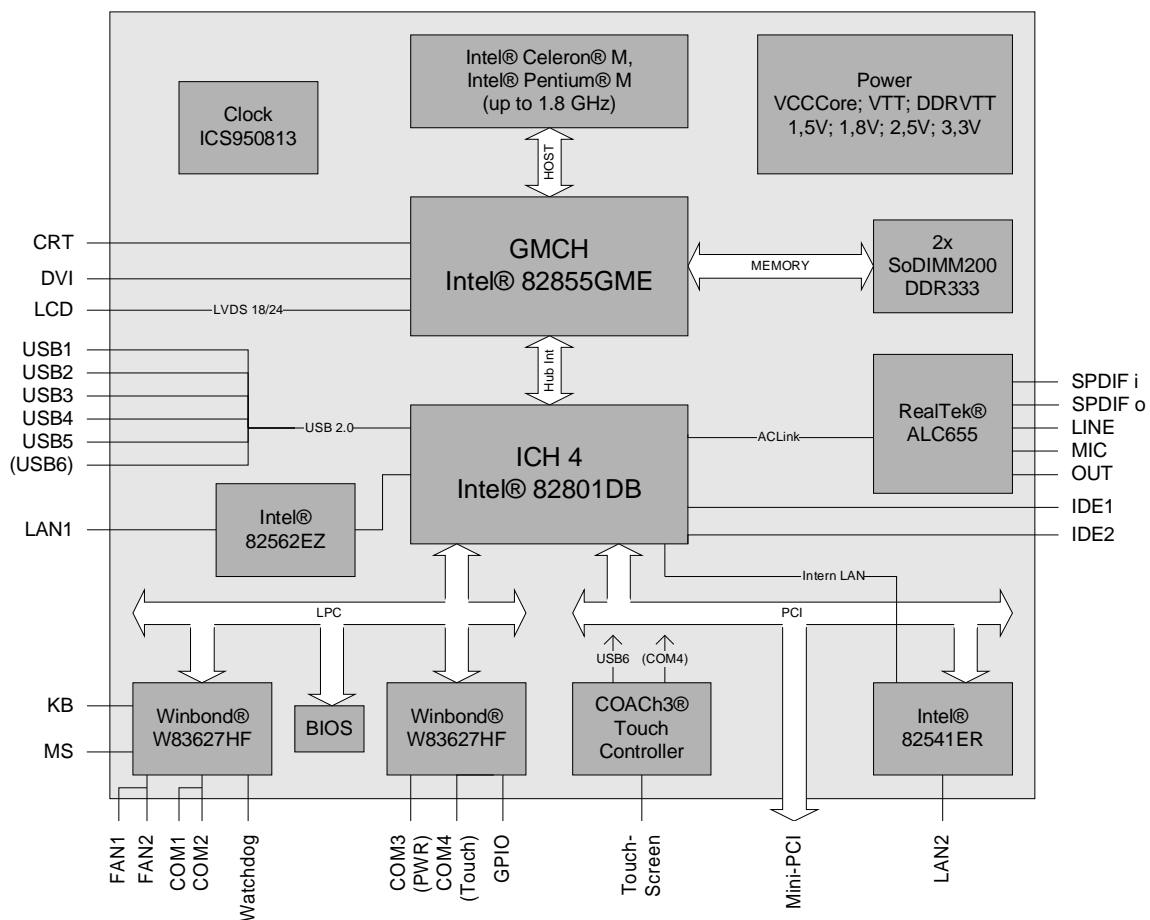 Intel® Celeron® M,
Intel® Pentium® M
(up to 1.8 GHz)
Power
VCCCore; VTT; DDRVTT
1,5V; 1,8V; 2,5V; 3,3V
Clock
ICS950813
HOST
CRT
DVI
LCD
LVDS 18/24
GMCH
Intel® 82855GME
MEMORY
2x
SoDIMM200
DDR333
Hub Int
USB1
USB2
USB3
USB4
USB5
(USB6)
USB 2.0
ICH 4
Intel® 82801DB
ACLink
RealTek®
ALC655
SPDIF i
SPDIF o
LINE
MIC
OUT
IDE1
IDE2
LAN1
Intel®
82562EZ
Intern LAN
LPC
PCI
USB6
(COM4)
KB
MS
Winbond®
W83627HF
BIOS
Winbond®
W83627HF
COACh3®
Touch
Controller
Intel®
82541ER
FAN1
FAN2
COM1
COM2
Watchdog
COM3
(PWR)
COM4
(Touch)
GPIO
Touch-
Screen
Mini-PCI
LAN2